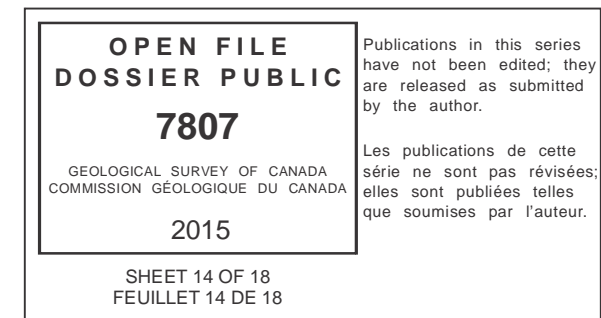 OPEN FILE
DOSSIER PUBLIC
7807
GEOLOGICAL SURVEY OF CANADA
COMMISSION GÉOLOGIQUE DU CANADA
2015
SHEET 14 OF 18
FEUILLET 14 DE 18
Publications in this series
have not been edited; they
are released as submitted
by the author.
Les publications de cette
série ne sont pas révisées;
elles sont publiées telles
que soumises par l'auteur.